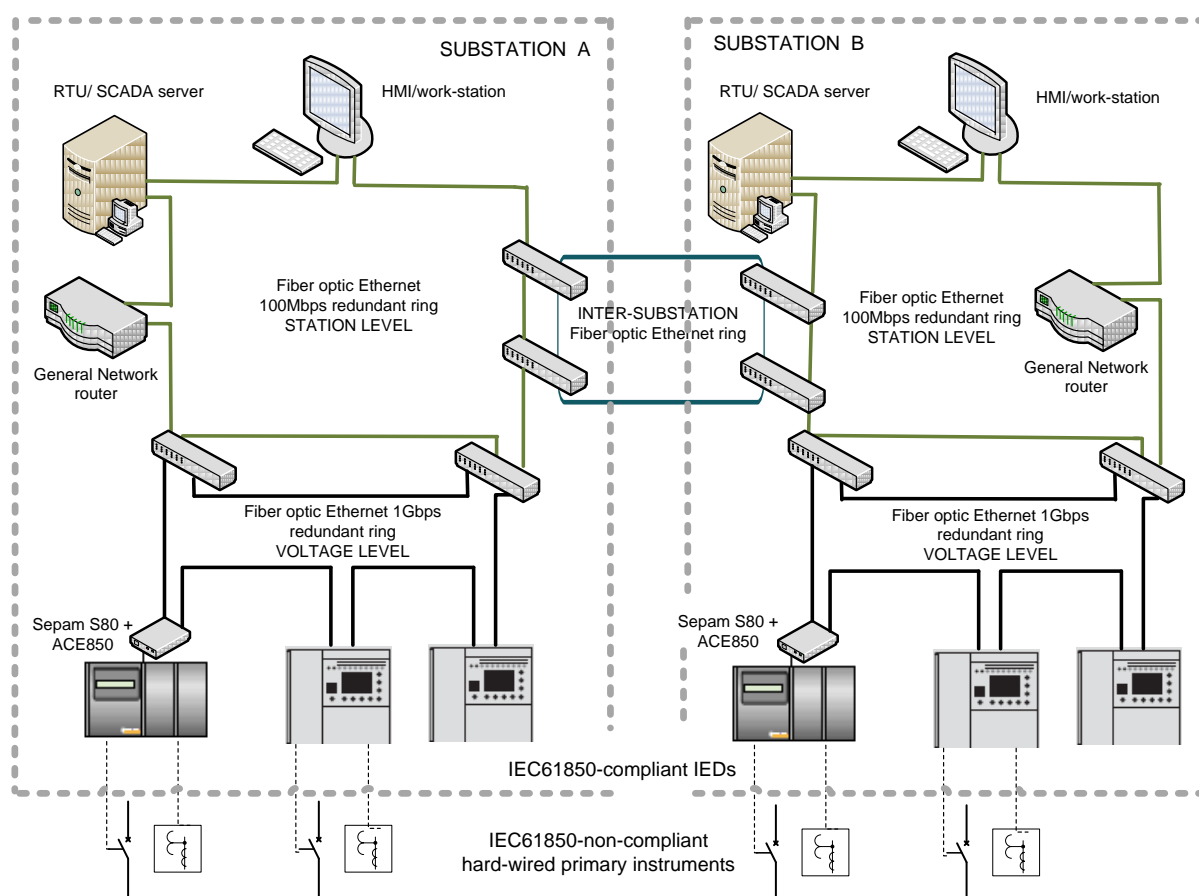 SUBSTATION A
RTU/ SCADA server
HMI/work-station
Fiber optic Ethernet
100Mbps redundant ring
STATION LEVEL
General Network
router
Fiber optic Ethernet 1Gbps
redundant ring
VOLTAGE LEVEL
Sepam S80 +
ACE850
INTER-SUBSTATION
Fiber optic Ethernet ring
SUBSTATION B
RTU/ SCADA server
HMI/work-station
Fiber optic Ethernet
100Mbps redundant ring
STATION LEVEL
General Network
router
Fiber optic Ethernet 1Gbps
redundant ring
VOLTAGE LEVEL
Sepam S80 +
ACE850
IEC61850-compliant IEDs
IEC61850-non-compliant
hard-wired primary instruments